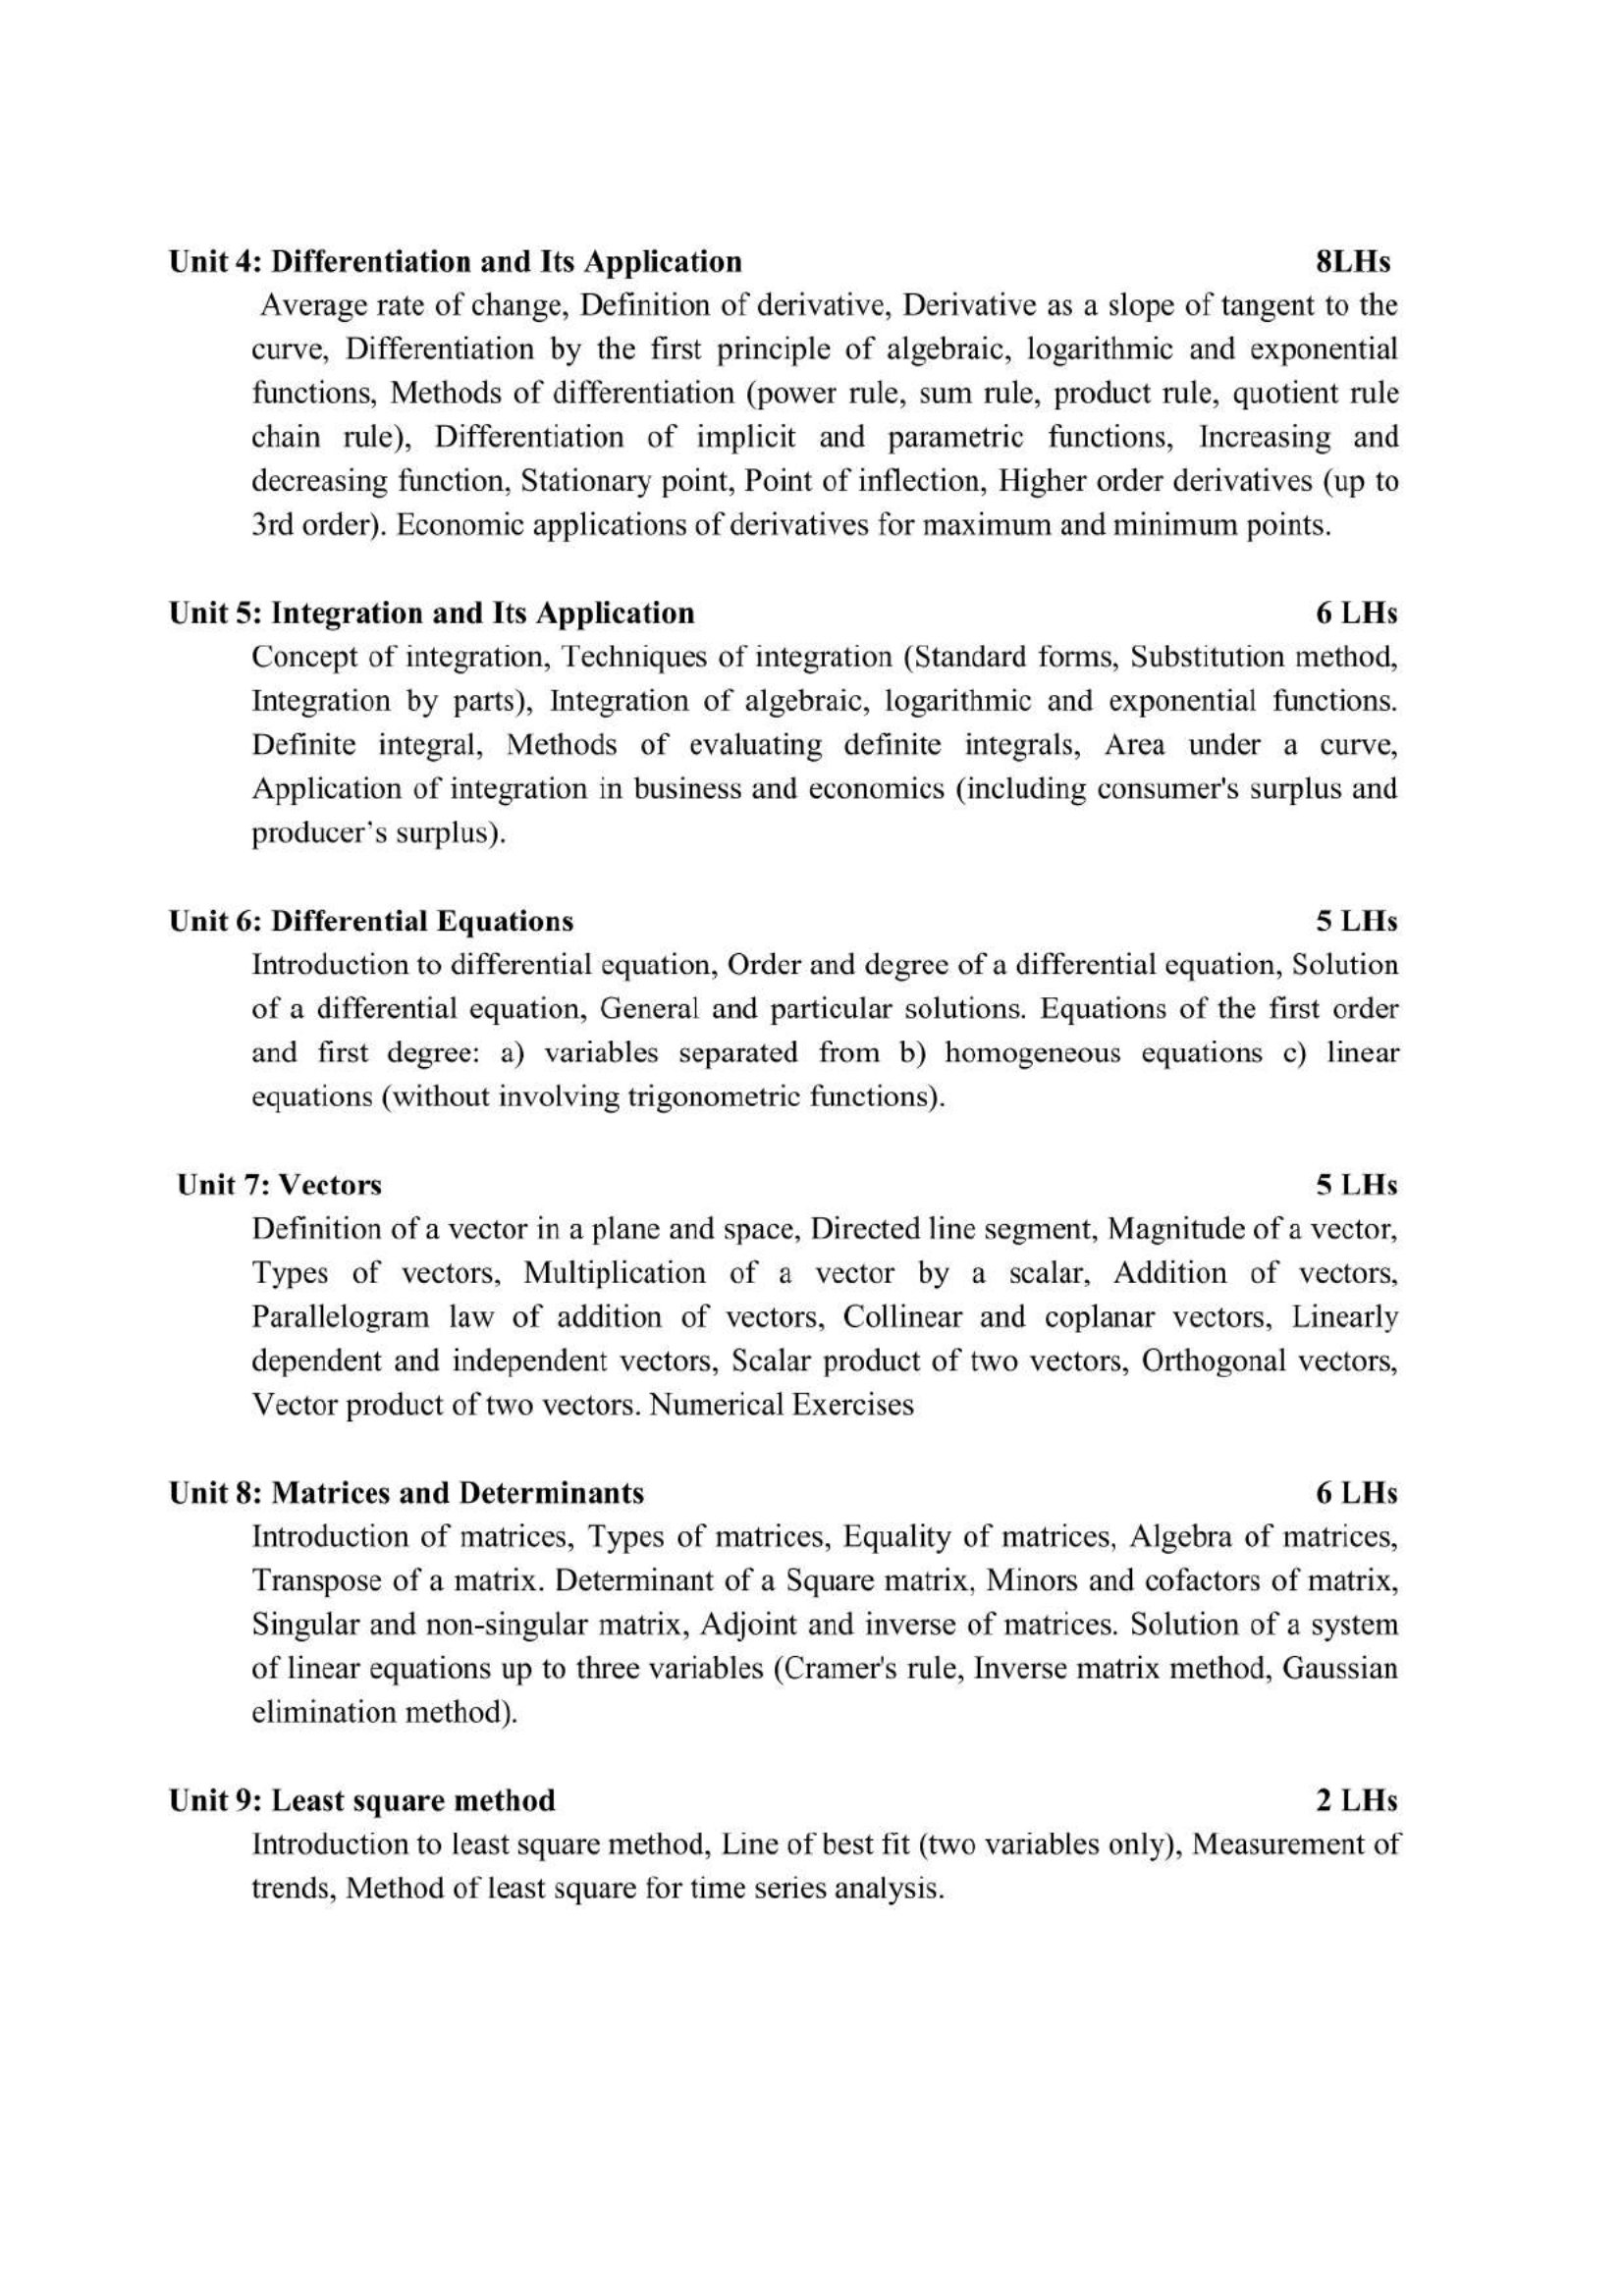 Unit 4: Differentiation and Its Application 8LHs
Average rate of change, Definition of derivative, Derivative as a slope of tangent to the
curve, Differentiation by the first principle of algebraic, logarithmic and exponential
functions, Methods of differentiation (power rule, sum rule, product rule, quotient rule
chain rule), Differentiation of implicit and parametric functions, Increasing and
decreasing function, Stationary point, Point of inflection, Higher order derivatives (up to
3rd order). Economic applications of derivatives for maximum and minimum points.
Unit 5: Integration and Its Application 6 LHs
Concept of integration, Techniques of integration (Standard forms, Substitution method,
Integration by parts), Integration of algebraic, logarithmic and exponential functions.
Definite integral, Methods of evaluating definite integrals, Area under a curve,
Application of integration in business and economics (including consumer's surplus and
producer’s surplus).
Unit 6: Differential Equations 5 LHs
Introduction to differential equation, Order and degree of a differential equation, Solution
of a differential equation, General and particular solutions. Equations of the first order
and first degree: a) variables separated from b) homogeneous equations c) linear
equations (without involving trigonometric functions).
Unit 7: Vectors 5 LHs
Definition of a vector in a plane and space, Directed line segment, Magnitude of a vector,
Types of vectors, Multiplication of a vector by a scalar, Addition of vectors,
Parallelogram law of addition of vectors, Collinear and coplanar vectors, Linearly
dependent and independent vectors, Scalar product of two vectors, Orthogonal vectors,
Vector product of two vectors. Numerical Exercises
Unit 8: Matrices and Determinants 6 LHs
Introduction of matrices, Types of matrices, Equality of matrices, Algebra of matrices,
Transpose of a matrix. Determinant of a Square matrix, Minors and cofactors of matrix,
Singular and non-singular matrix, Adjoint and inverse of matrices. Solution of a system
of linear equations up to three variables (Cramer's rule, Inverse matrix method, Gaussian
elimination method).
Unit 9: Least square method 2 LHs
Introduction to least square method, Line of best fit (two variables only), Measurement of
trends, Method of least square for time series analysis.